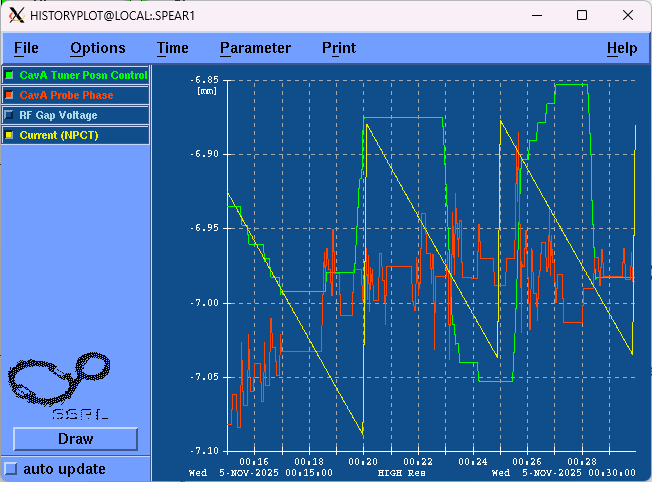 HISTORYPLOT@LOCAL:.SPEAR1
File Options Time Parameter Print Help
CavA Tuner Posn Control
CavA Probe Phase
RF Gap Voltage
Current (NPCT)
-6.85
[mm]
-6.90
-6.95
-7.00
-7.05
-7.10
SSRL
Draw
auto update
00:16 00:18 00:20 00:22 00:24 00:26 00:28
Wed 5-NOV-2025 00:15:00 HIGH Res Wed 5-NOV-2025 00:30:00